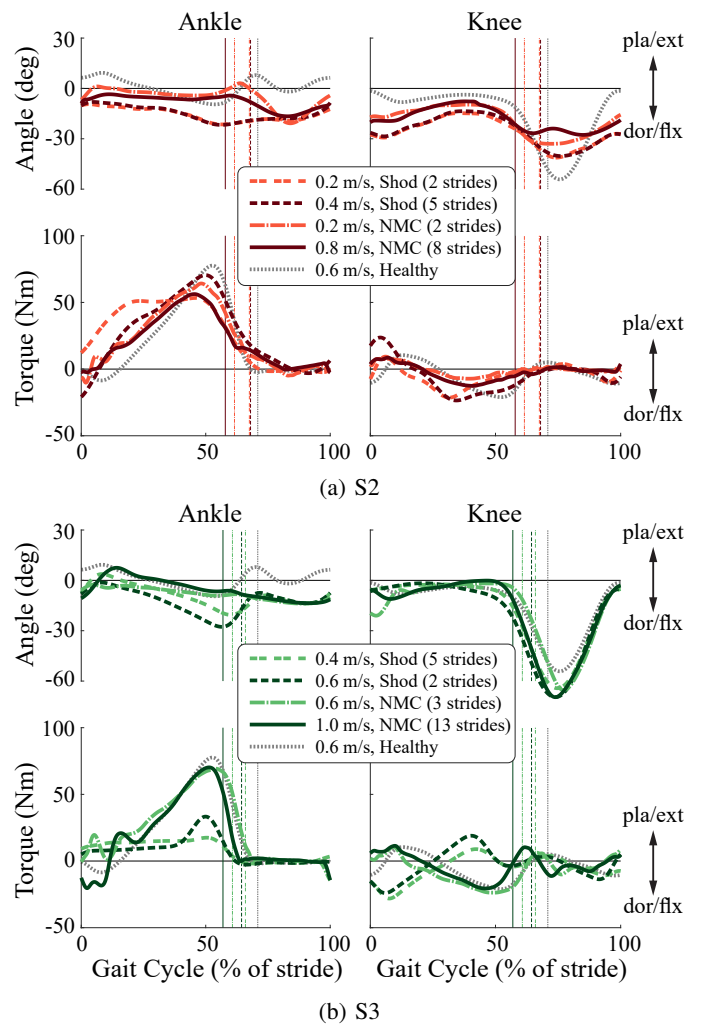 Ankle
Knee
30
0
-30
-60
Angle (deg)
pla/ext
dor/flx
0.2 m/s, Shod (2 strides)
0.4 m/s, Shod (5 strides)
0.2 m/s, NMC (2 strides)
0.8 m/s, NMC (8 strides)
0.6 m/s, Healthy
100
50
0
-50
Torque (Nm)
pla/ext
dor/flx
0
50
100
0
50
100
(a) S2
Ankle
Knee
30
0
-30
-60
Angle (deg)
pla/ext
dor/flx
0.4 m/s, Shod (5 strides)
0.6 m/s, Shod (2 strides)
0.6 m/s, NMC (3 strides)
1.0 m/s, NMC (13 strides)
0.6 m/s, Healthy
100
50
0
-50
Torque (Nm)
pla/ext
dor/flx
0
50
100
0
50
100
Gait Cycle (% of stride)
Gait Cycle (% of stride)
(b) S3